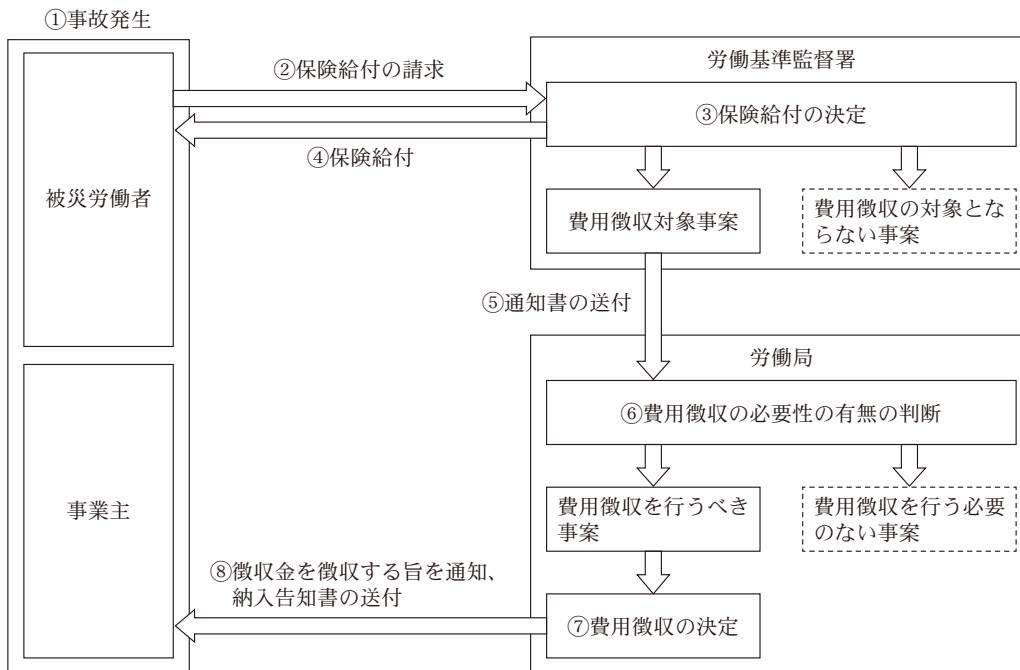 ①事故発生
被災労働者
事業主
②保険給付の請求
④保険給付
労働基準監督署
③保険給付の決定
費用徴収対象事案
費用徴収の対象とな
らない事案
⑤通知書の送付
労働局
⑥費用徴収の必要性の有無の判断
費用徴収を行うべき
事案
費用徴収を行う必要
のない事案
⑦費用徴収の決定
⑧徴収金を徴収する旨を通知、
納入告知書の送付